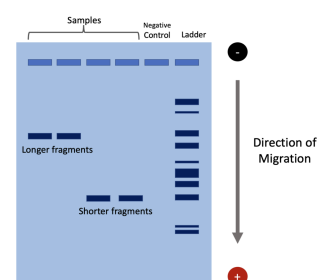 Samples
Negative
Control
Ladder
-
Longer fragments
Direction of
Migration
Shorter fragments
+